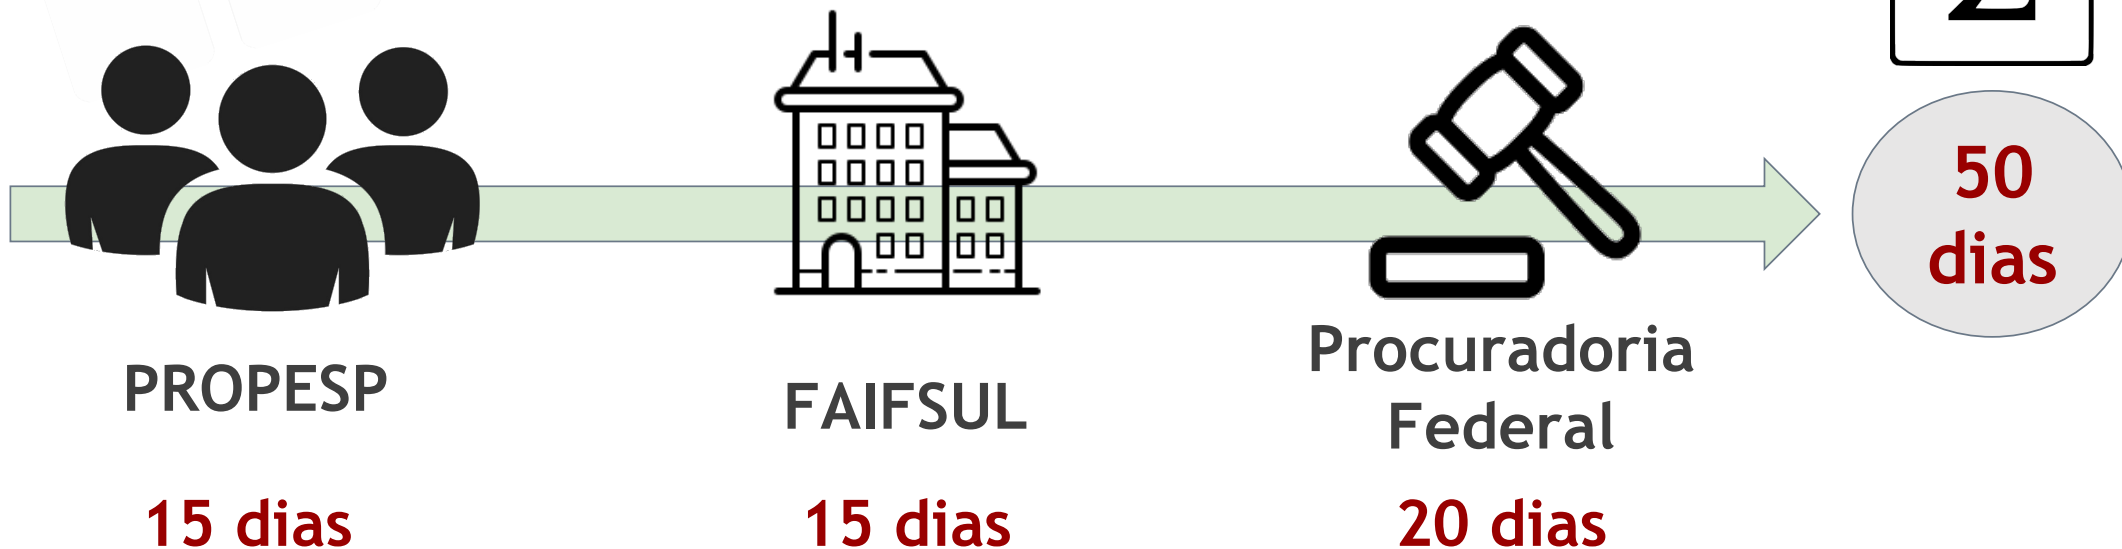 50
dias
PROPESP
FAIFSUL
Procuradoria
Federal
15 dias
15 dias
20 dias